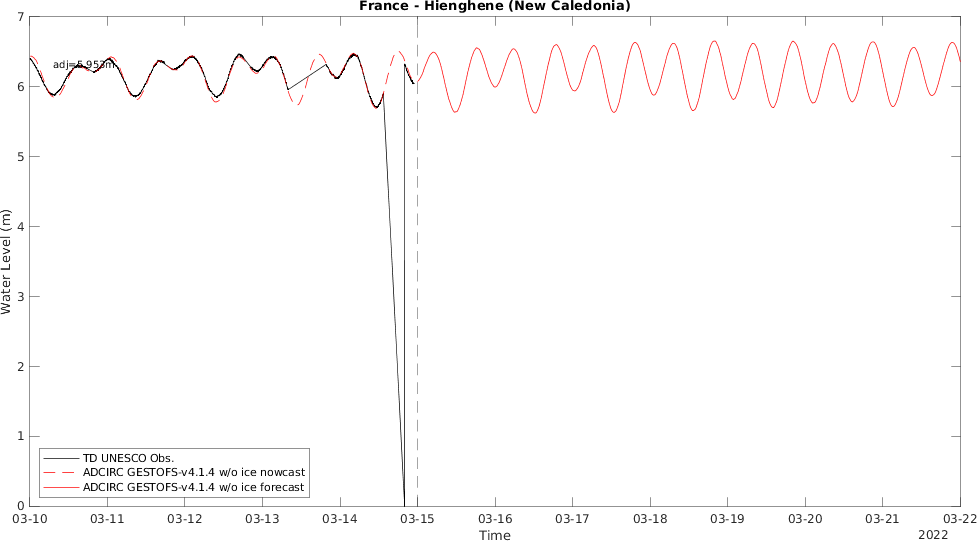 France - Hienghene (New Caledonia)
7
6
5
4
3
2
1
0
Water Level (m)
adj=5.953m
TD UNESCO Obs.
ADCIRC GESTOFS-v4.1.4 w/o ice nowcast
ADCIRC GESTOFS-v4.1.4 w/o ice forecast
03-10 03-11 03-12 03-13 03-14 03-15 03-16 03-17 03-18 03-19 03-20 03-21 03-22
Time
2022